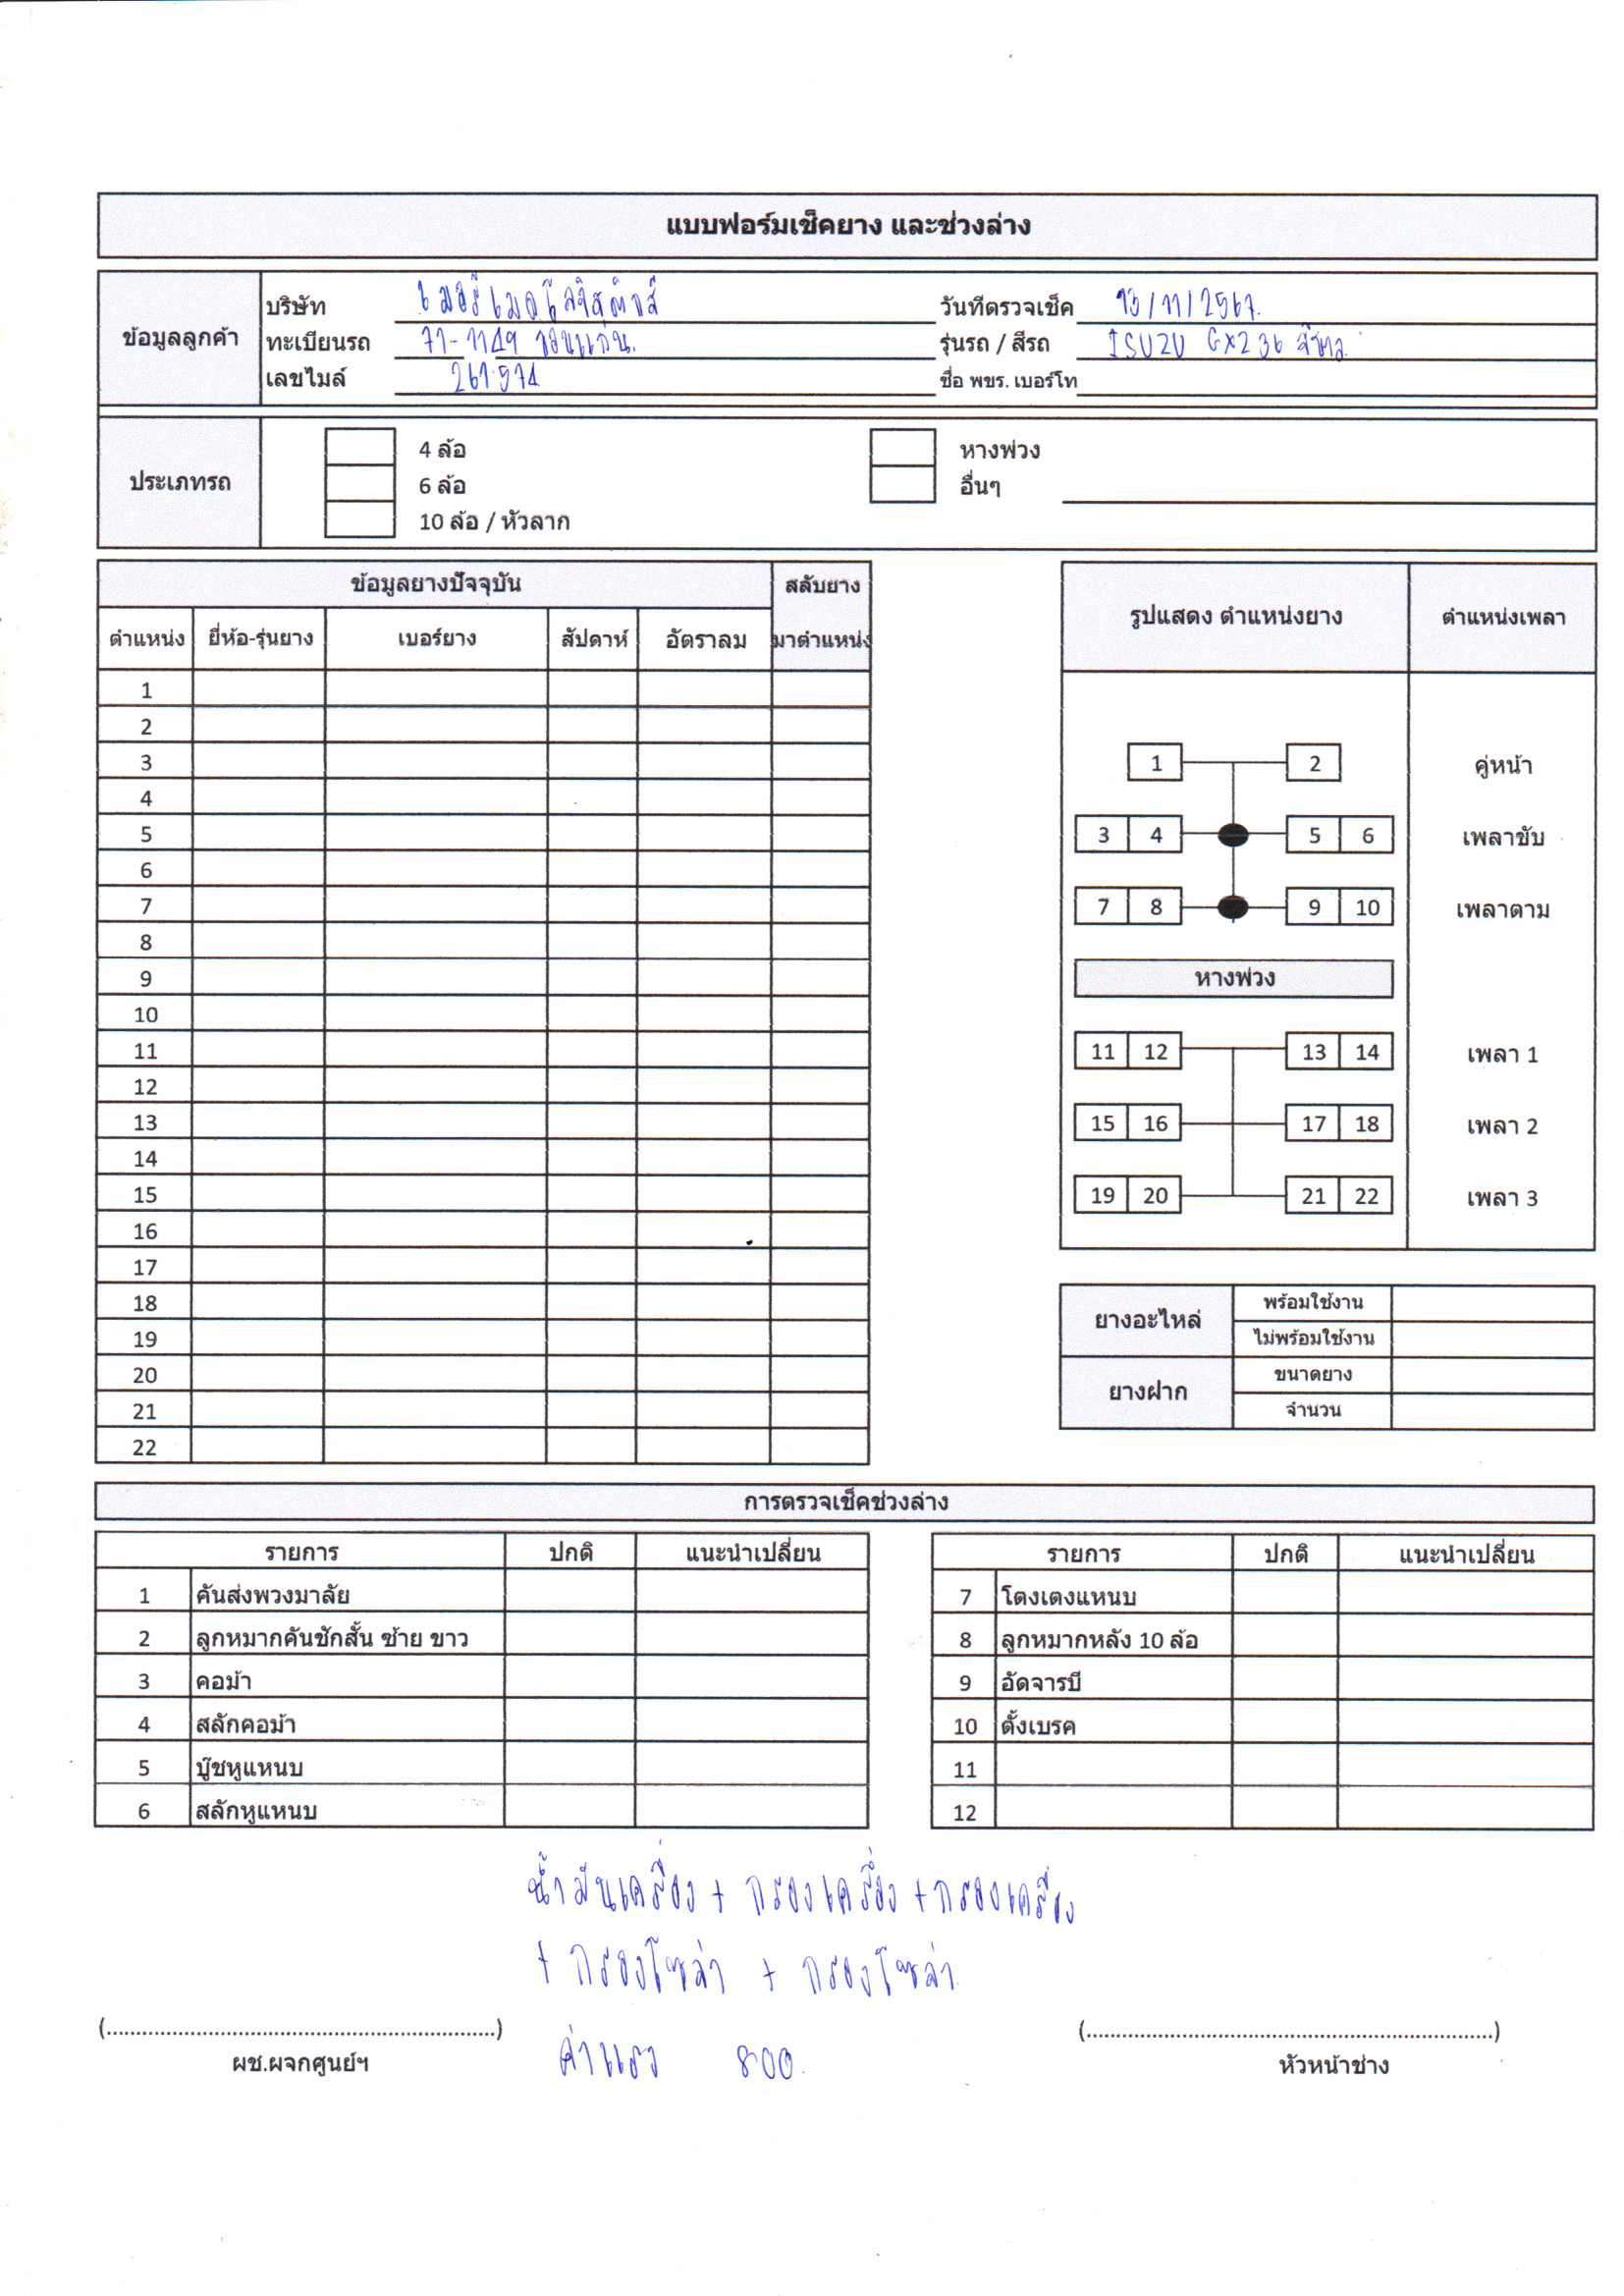 แบบฟอร์มเช็คยาง และช่วงล่าง
ข้อมูลลูกค้า
บริษัท เมอร์เมดโลจิสติกส์ วันที่ตรวจเช็ค 13/11/2567
ทะเบียนรถ 71-1149 ขอนแก่น. รุ่นรถ / สีรถ ISUZU GXZ 36
เลขไมล์ 267.574 ชื่อ พขร. เบอร์โท
ประเภทรถ
4 ล้อ หางพ่วง
6 ล้อ อื่นๆ
10 ล้อ / หัวลาก
ข้อมูลยางปัจจุบัน สลับยาง
ตำแหน่ง ยี่ห้อ-รุ่นยาง เบอร์ยาง สัปดาห์ อัตราลม มาตำแหน่ง
1
2
3
4
5
6
7
8
9
10
11
12
13
14
15
16
17
18
19
20
21
22
รูปแสดง ตำแหน่งยาง ตำแหน่งเพลา
1 2 คู่หน้า
3 4 5 6 เพลาขับ
7 8 9 10 เพลาตาม
หางพ่วง
11 12 13 14 เพลา 1
15 16 17 18 เพลา 2
19 20 21 22 เพลา 3
ยางอะไหล่ พร้อมใช้งาน
ไม่พร้อมใช้งาน
ยางฝาก ขนาดยาง
จำนวน
การตรวจเช็คช่วงล่าง
รายการ ปกติ แนะนำเปลี่ยน
1 คันส่งพวงมาลัย
2 ลูกหมากคันชักสั้น ซ้าย ขาว
3 คอม้า
4 สลักคอม้า
5 บู๊ชหูแหนบ
6 สลักหูแหนบ
รายการ ปกติ แนะนำเปลี่ยน
7 โตงเตงแหนบ
8 ลูกหมากหลัง 10 ล้อ
9 อัดจารบี
10 ตั้งเบรค
11
12
น้ำมันเครื่อง + กรองเครื่อง + กรองเครื่อง
+ กรองโซล่า + กรองโซล่า
ค่าแรง 800.
(......................................................................)
ผช.ผจกศูนย์ฯ
(......................................................................)
หัวหน้าช่าง